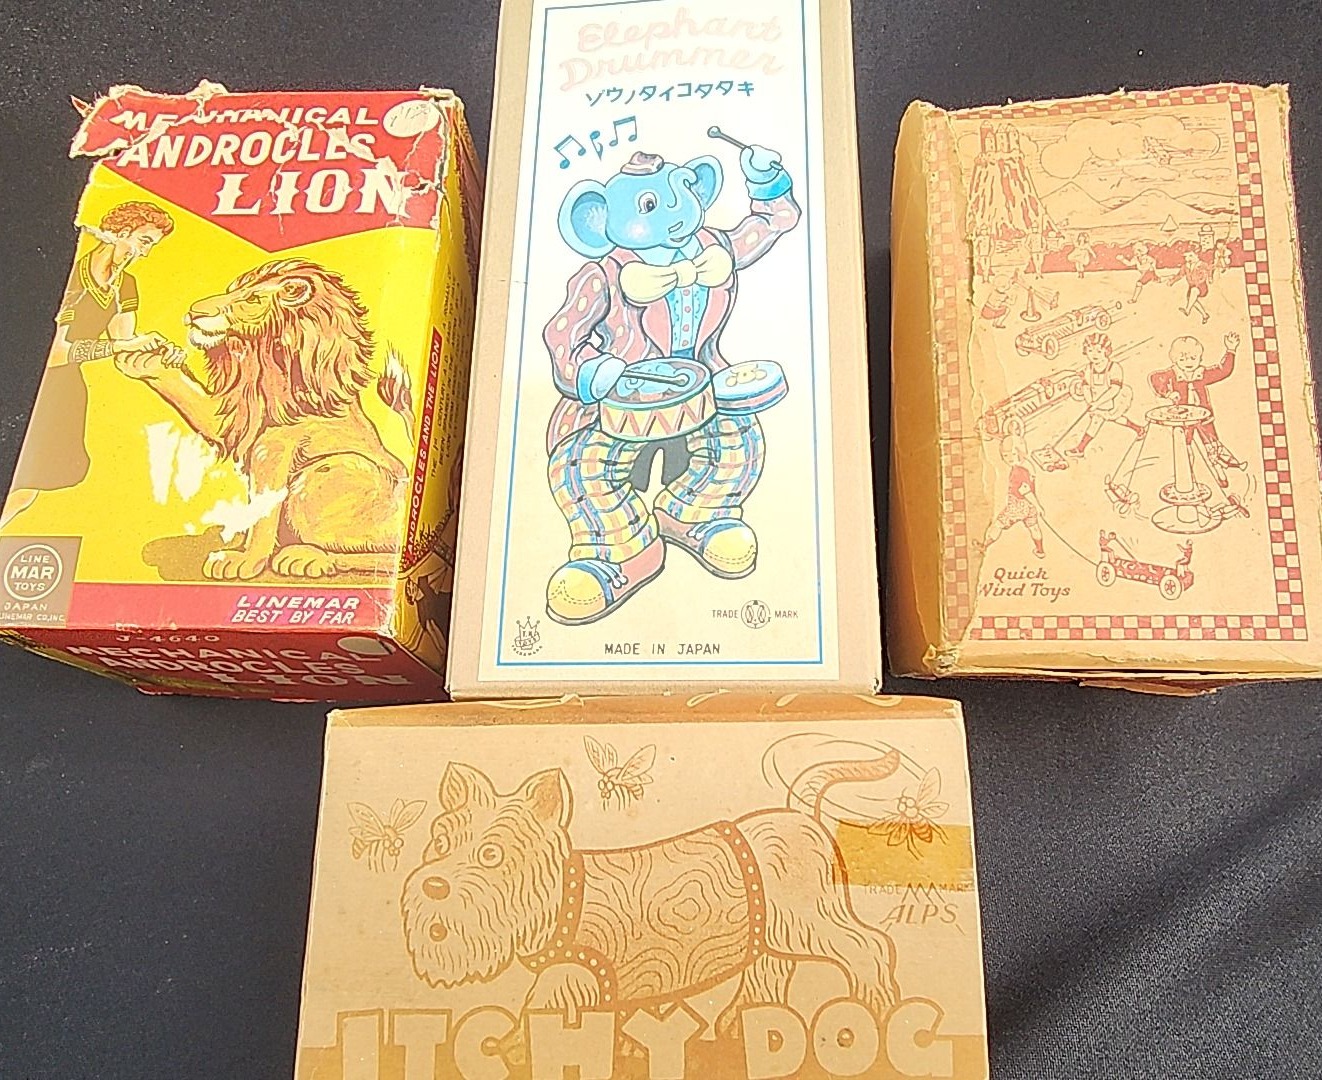 MECHANICAL
ANDROCLES
LION
ANDROCLES AND THE LION
LINE
MAR
TOYS
JAPAN
LINEMAR CO., INC.
LINEMAR
BEST BY FAR
J-4640
MECHANICAL
ANDROCLES
LION
Elephant
Drummer
ゾウノタイコタタキ
TRADE MARK
MADE IN JAPAN
Quick
Wind Toys
TRADE MARK
ALPS
ITCHY DOG